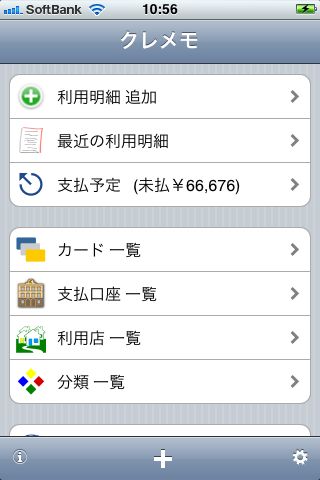 SoftBank 10:56
クレメモ
利用明細 追加
最近の利用明細
支払予定 (未払￥66,676)
カード 一覧
支払口座 一覧
利用店 一覧
分類 一覧